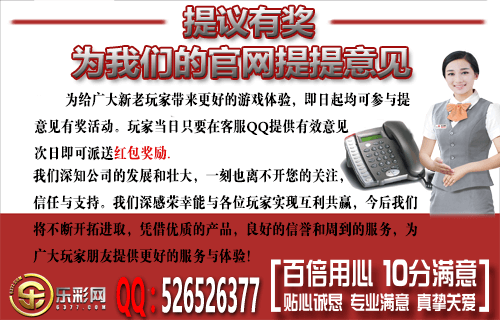 提议有奖
为我们的官网提提意见
为给广大新老玩家带来更好的游戏体验，即日起均可参与提
意见有奖活动。玩家当日只要在客服QQ提供有效意见
次日即可派送红包奖励.
我们深知公司的发展和壮大，一刻也离不开您的关注，
信任与支持。我们深感荣幸能与各位玩家实现互利共赢，今后我们
将不断开拓进取，凭借优质的产品，良好的信誉和周到的服务，为
广大玩家朋友提供更好的服务与体验!
乐彩网
QQ:526526377
百倍用心 10分满意
贴心诚恳 专业满意 真挚关爱